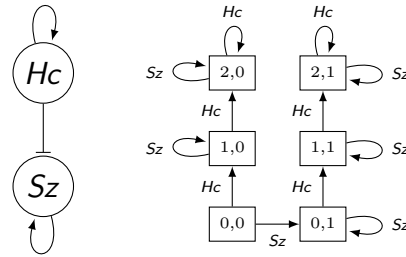 Hc
Sz
Hc Hc
Sz 2,0 2,1 Sz
Hc Hc
Sz 1,0 1,1 Sz
Hc Hc
0,0 0,1 Sz
Sz